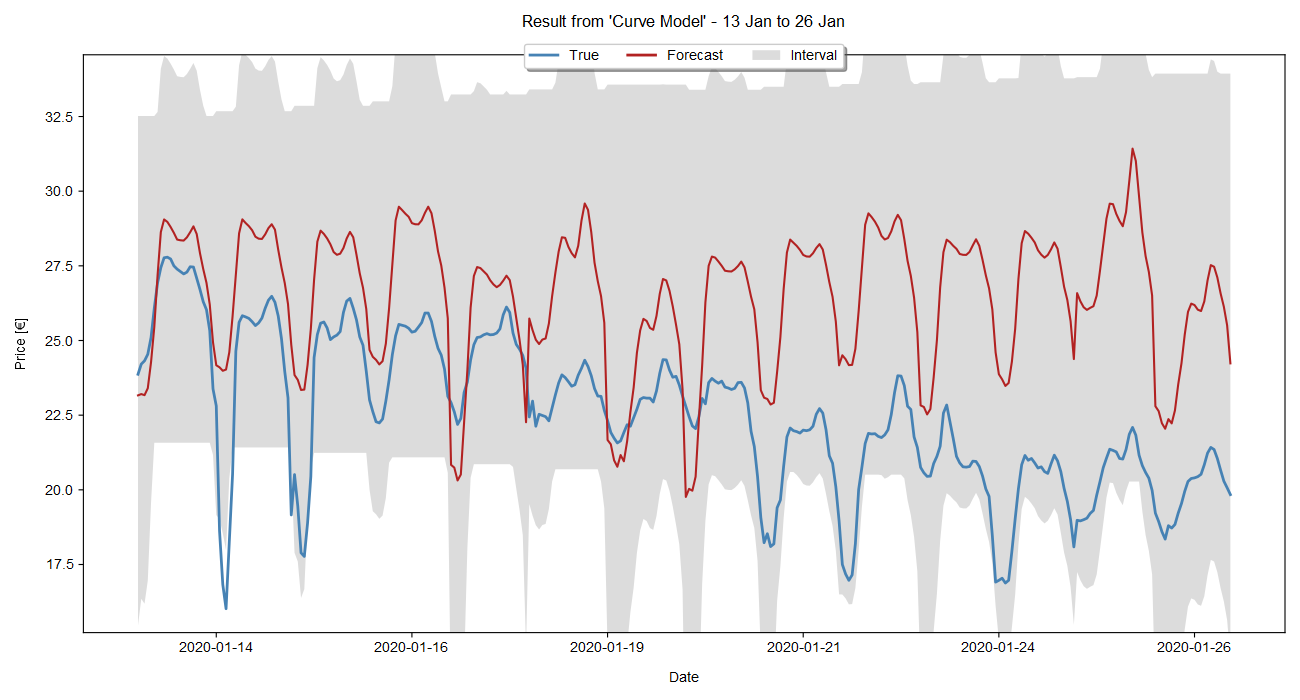 Result from 'Curve Model' - 13 Jan to 26 Jan
True Forecast Interval
Price [€]
32.5
30.0
27.5
25.0
22.5
20.0
17.5
2020-01-14 2020-01-16 2020-01-19 2020-01-21 2020-01-24 2020-01-26
Date